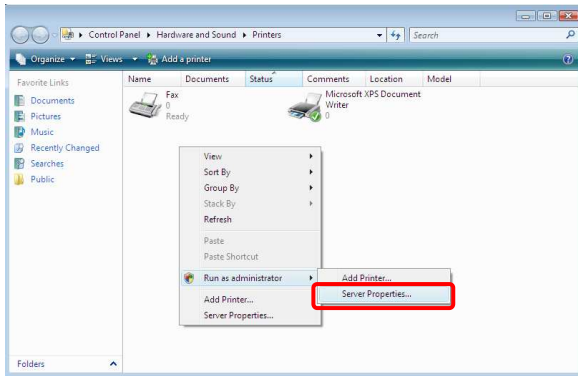 Control Panel ▸ Hardware and Sound ▸ Printers
Search
Organize Views Add a printer
Favorite Links
Documents
Pictures
Music
Recently Changed
Searches
Public
Folders
Name Documents Status Comments Location Model
Fax
0
Ready
Microsoft XPS Document
Writer
0
View
Sort By
Group By
Stack By
Refresh
Paste
Paste Shortcut
Run as administrator
Add Printer...
Server Properties...
Add Printer...
Server Properties...